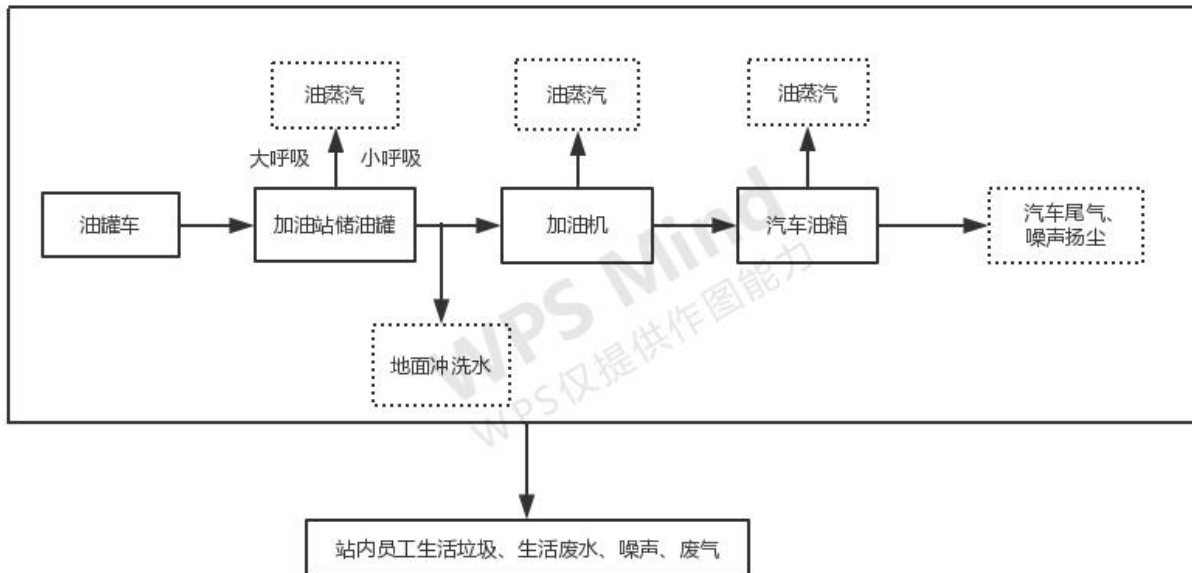 油蒸汽
油蒸汽
油蒸汽
大呼吸
小呼吸
油罐车
加油站储油罐
加油机
汽车油箱
汽车尾气、
噪声扬尘
地面冲洗水
WPS Mind
WPS仅提供作图能力
站内员工生活垃圾、生活废水、噪声、废气